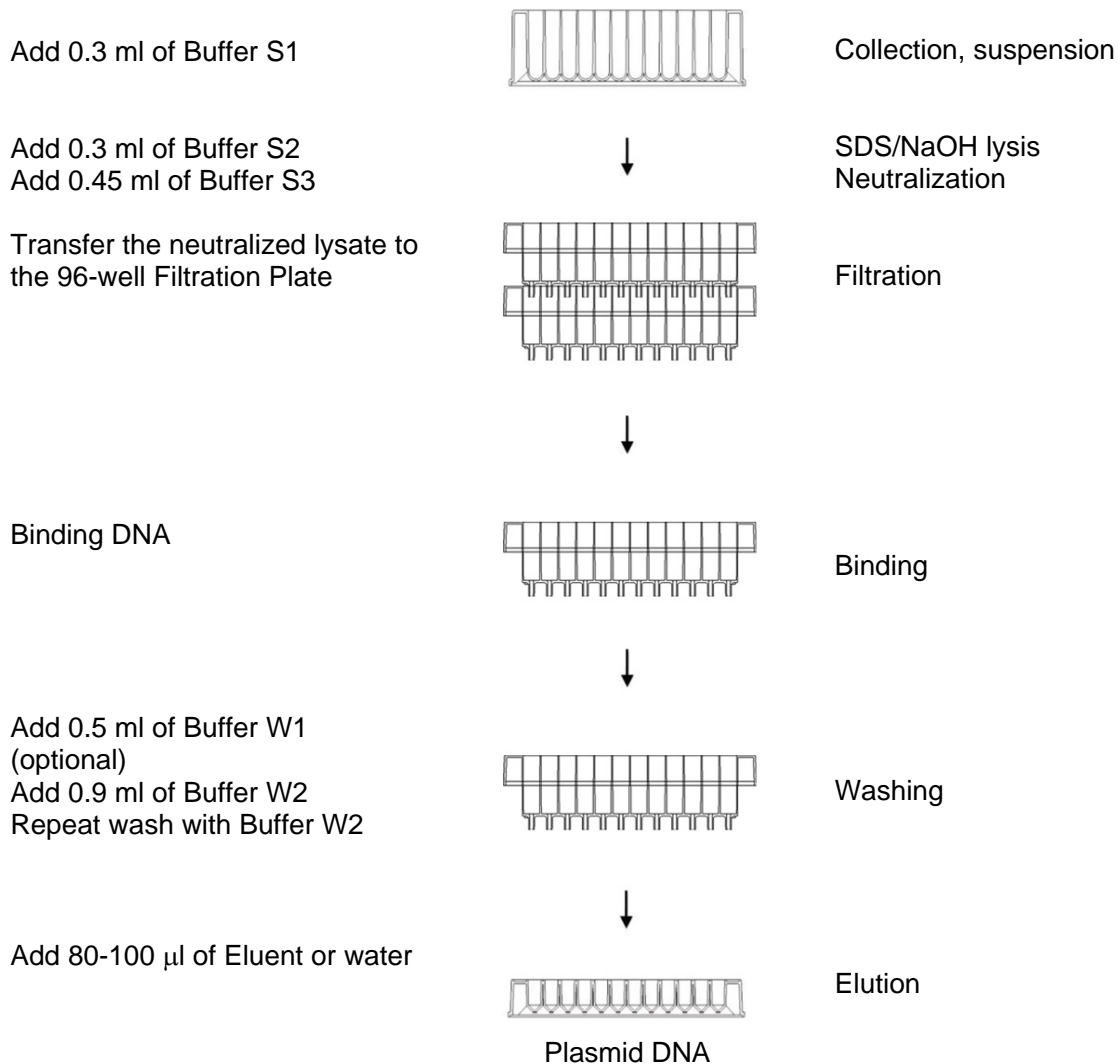 Add 0.3 ml of Buffer S1
Collection, suspension
Add 0.3 ml of Buffer S2
Add 0.45 ml of Buffer S3
SDS/NaOH lysis
Neutralization
Transfer the neutralized lysate to
the 96-well Filtration Plate
Filtration
Binding DNA
Binding
Add 0.5 ml of Buffer W1
(optional)
Add 0.9 ml of Buffer W2
Repeat wash with Buffer W2
Washing
Add 80-100 μl of Eluent or water
Elution
Plasmid DNA